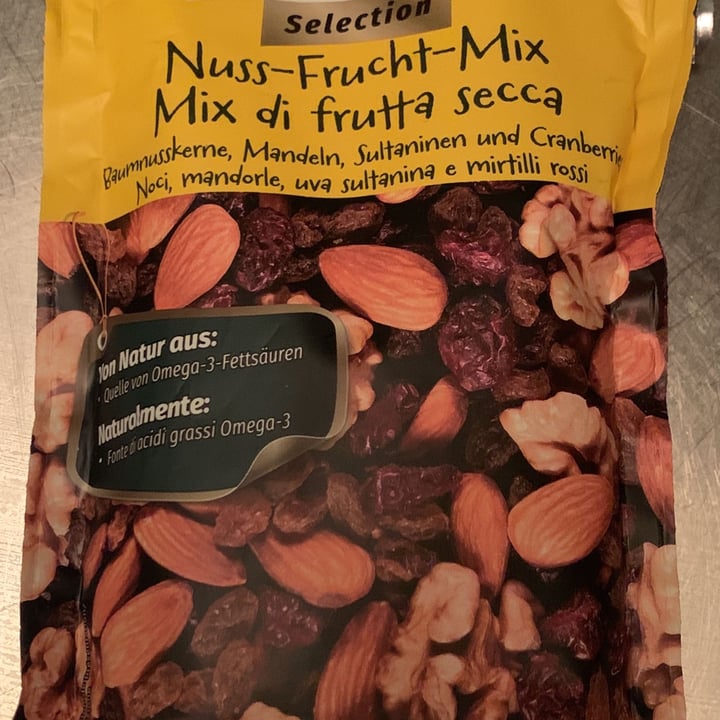 Selection
Nuss-Frucht-Mix
Mix di frutta secca
Baumnusskerne, Mandeln, Sultaninen und Cranberries
Noci, mandorle, uva sultanina e mirtilli rossi
Von Natur aus:
• Quelle von Omega-3-Fettsäuren
Naturalmente:
• Fonte di acidi grassi Omega-3